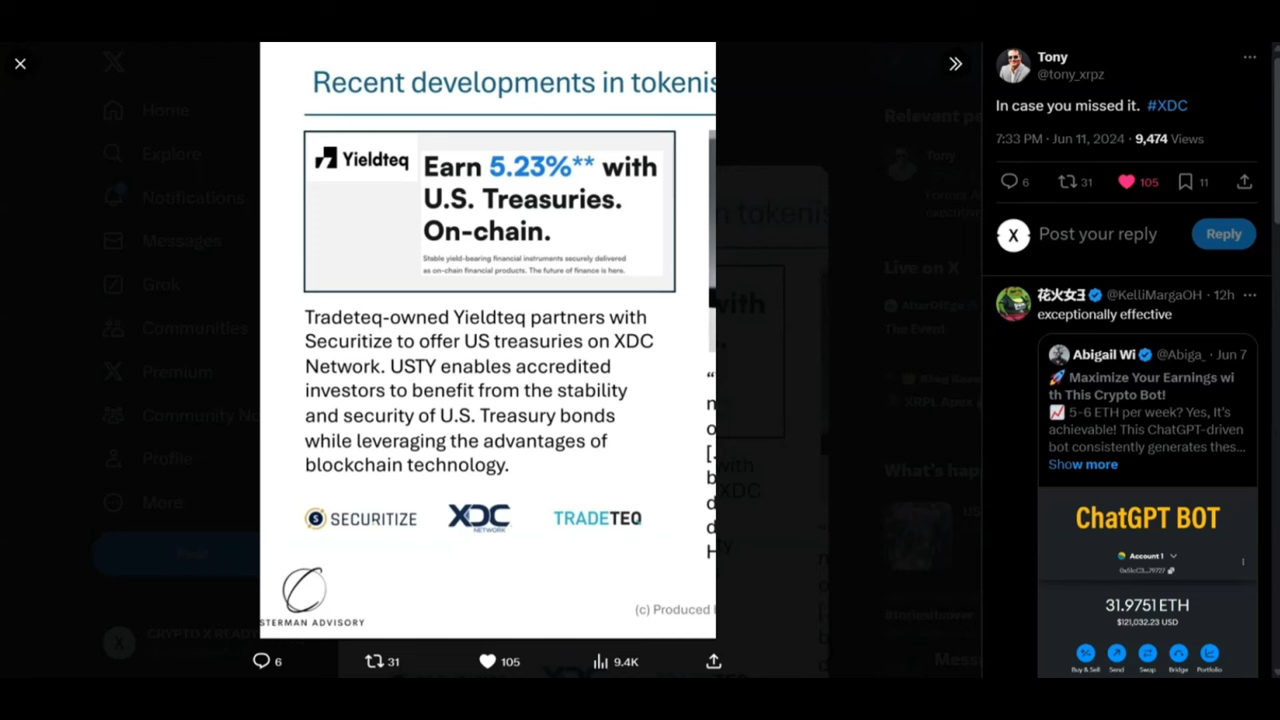 Recent developments in tokenis
Yieldteq
Earn 5.23%** with
U.S. Treasuries.
On-chain.
Stable yield-bearing financial instruments securely delivered
as on-chain financial products. The future of finance is here.
Tradeteq-owned Yieldteq partners with
Securitize to offer US treasuries on XDC
Network. USTY enables accredited
investors to benefit from the stability
and security of U.S. Treasury bonds
while leveraging the advantages of
blockchain technology.
SECURITIZE
XDC
NETWORK
TRADETEQ
STERMAN ADVISORY
(c) Produced
6
31
105
9.4K
Home
Explore
Notifications
Messages
Grok
Communities
Premium
Profile
More
Post
CRYPTO X READY
Live on X
Tony
@tony_xrpz
In case you missed it. #XDC
7:33 PM · Jun 11, 2024 · 9,474 Views
6
31
105
11
X
Post your reply
Reply
花火女王 @KelliMargaOH · 12h
exceptionally effective
Abigail Wi @Abiga_ · Jun 7
🚀 Maximize Your Earnings wi
th This Crypto Bot!
📈 5-6 ETH per week? Yes, It's
achievable! This ChatGPT-driven
bot consistently generates thes...
Show more
ChatGPT BOT
Account 1
31.9751 ETH
$121,032.23 USD
Buy & Sell
Send
Swap
Bridge
Portfolio